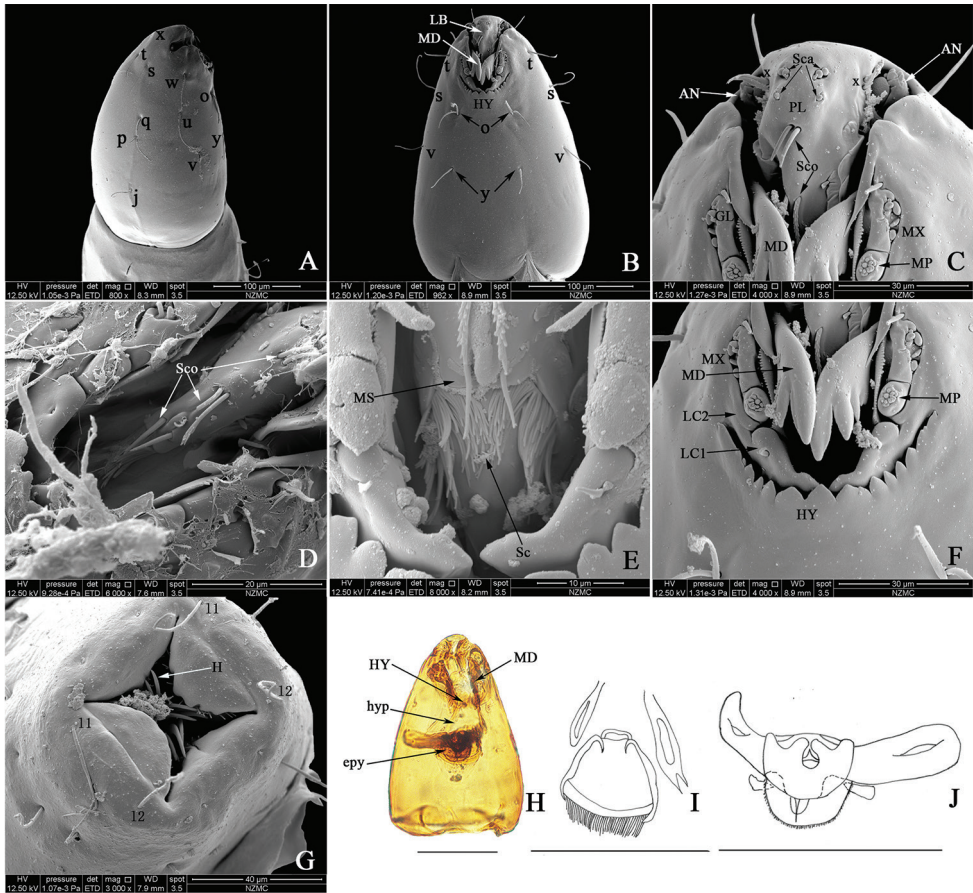 x
t
s
w
o
q
u
p
y
v
j
A
HV pressure det mag □ WD spot 100 µm
12.50 kV 1.05e-3 Pa ETD 800 x 8.3 mm 3.5 NZMC
LB
MD
t t
s s
HY
o
v v
y
B
HV pressure det mag □ WD spot 100 µm
12.50 kV 1.20e-3 Pa ETD 962 x 8.9 mm 3.5 NZMC
AN
Sca
x x
AN
PL
Sco
GL
MX
MD
MP
C
HV pressure det mag □ WD spot 30 µm
12.50 kV 1.27e-3 Pa ETD 4 000 x 8.9 mm 3.5 NZMC
Sco
D
HV pressure det mag □ WD spot 20 µm
12.50 kV 9.28e-4 Pa ETD 6 000 x 7.6 mm 3.5 NZMC
MS
Sc
E
HV pressure det mag □ WD spot 10 µm
12.50 kV 7.41e-4 Pa ETD 8 000 x 8.2 mm 3.5 NZMC
MX
MD
MP
LC2
LC1
HY
F
HV pressure det mag □ WD spot 30 µm
12.50 kV 1.31e-3 Pa ETD 4 000 x 8.9 mm 3.5 NZMC
11
H
12
11
12
G
HV pressure det mag □ WD spot 40 µm
12.50 kV 1.07e-3 Pa ETD 3 000 x 7.9 mm 3.5 NZMC
HY
MD
hyp
epy
H
I
J